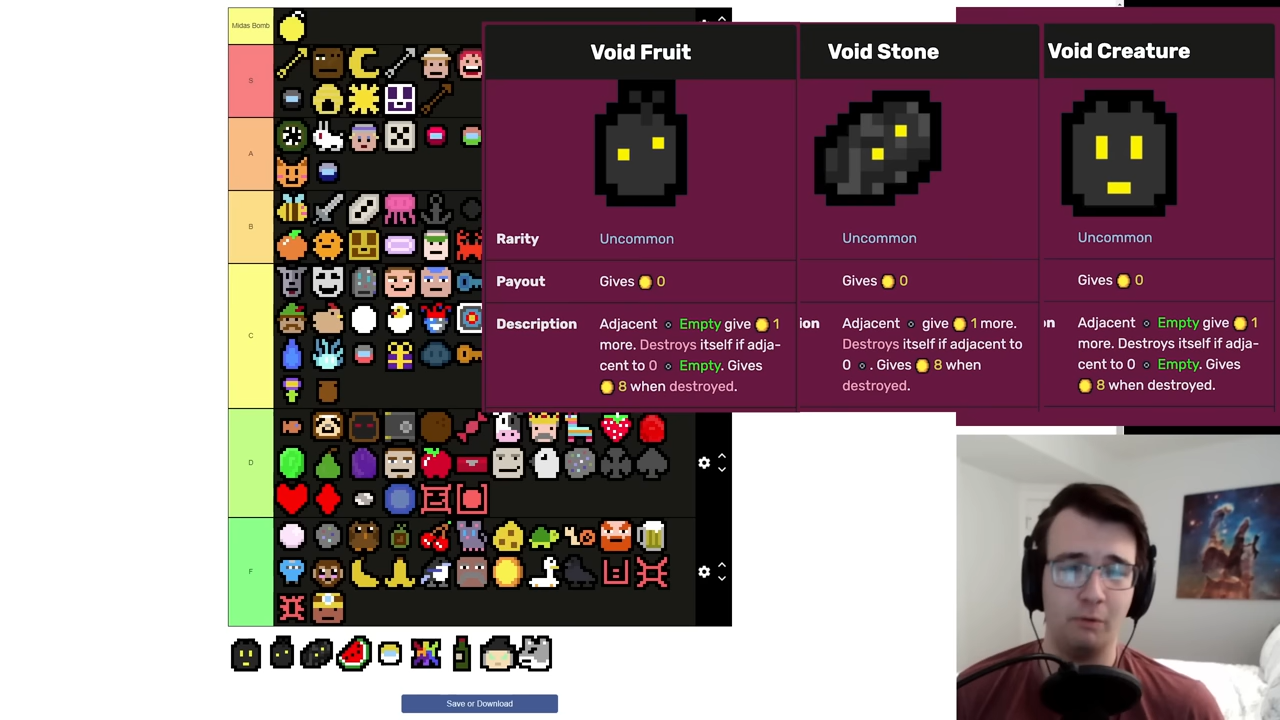 Midas Bomb
S
A
B
C
D
F
Void Fruit
Rarity Uncommon
Payout Gives 0
Description Adjacent Empty give 1
more. Destroys itself if adja-
cent to 0 Empty. Gives
8 when destroyed.
Void Stone
Uncommon
Gives 0
ion Adjacent give 1 more.
Destroys itself if adjacent to
0 . Gives 8 when
destroyed.
Void Creature
Uncommon
Gives 0
on Adjacent Empty give 1
more. Destroys itself if adja-
cent to 0 Empty. Gives
8 when destroyed.
Save or Download